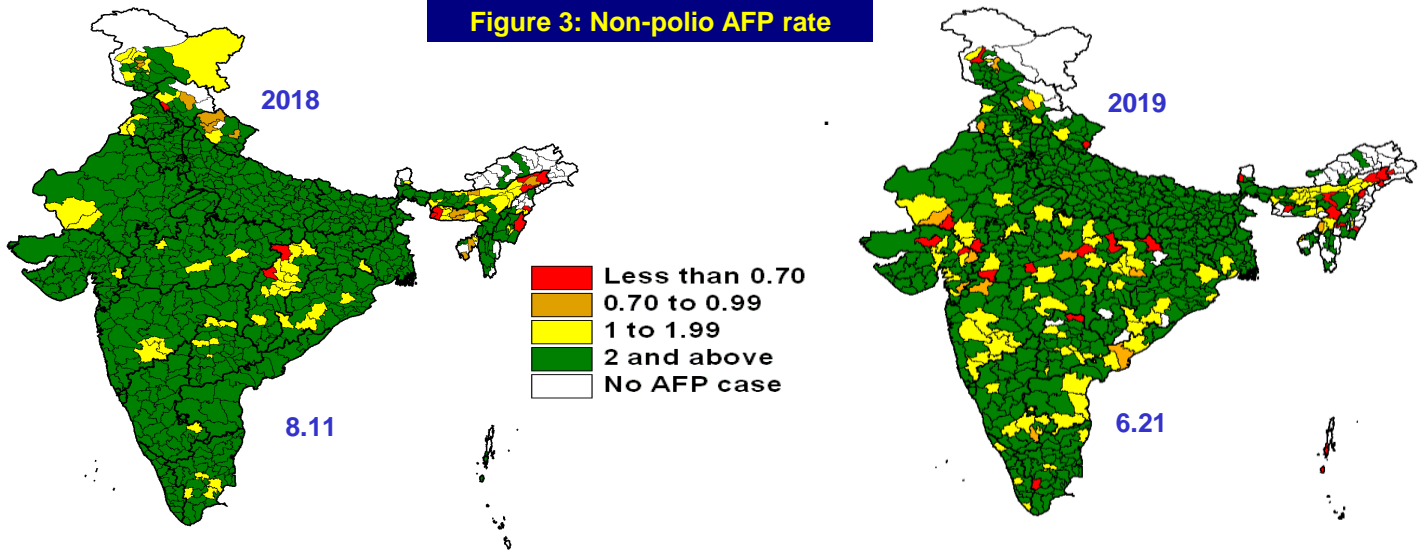 Figure 3: Non-polio AFP rate
2018
2019
Less than 0.70
0.70 to 0.99
1 to 1.99
2 and above
No AFP case
8.11
6.21